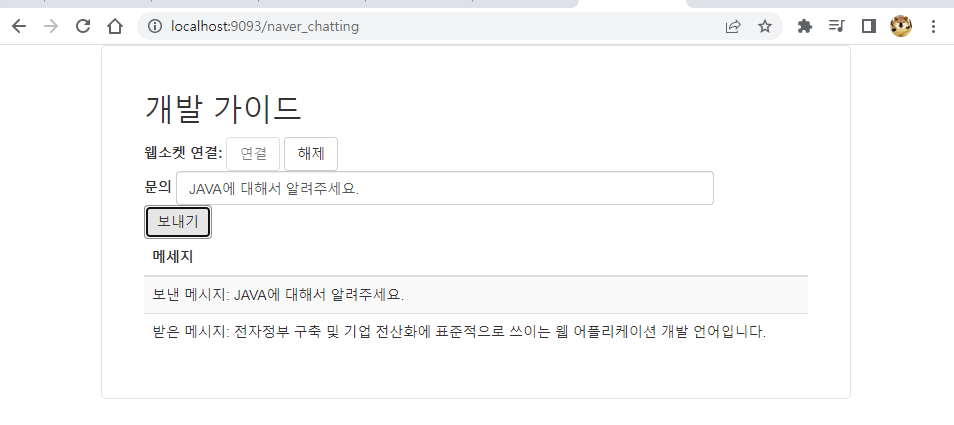 localhost:9093/naver_chatting
개발 가이드
웹소켓 연결: 연결 해제
문의 JAVA에 대해서 알려주세요.
보내기
메세지
보낸 메시지: JAVA에 대해서 알려주세요.
받은 메시지: 전자정부 구축 및 기업 전산화에 표준적으로 쓰이는 웹 어플리케이션 개발 언어입니다.